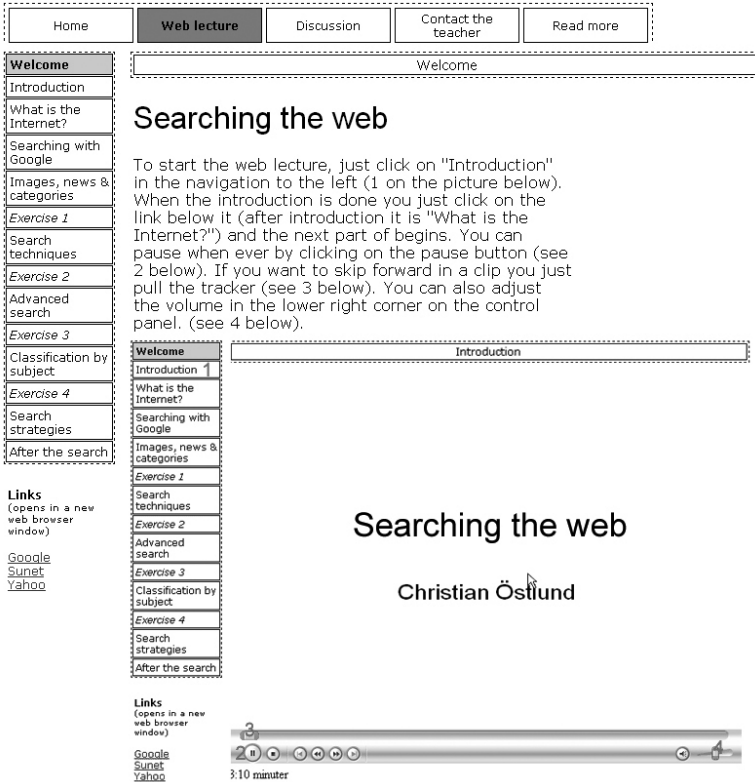 Home
Web lecture
Discussion
Contact the
teacher
Read more
Welcome
Introduction
What is the
Internet?
Searching with
Google
Images, news &
categories
Exercise 1
Search
techniques
Exercise 2
Advanced
search
Exercise 3
Classification by
subject
Exercise 4
Search
strategies
After the search
Links
(opens in a new
web browser
window)
Google
Sunet
Yahoo
Welcome
Searching the web
To start the web lecture, just click on "Introduction"
in the navigation to the left (1 on the picture below).
When the introduction is done you just click on the
link below it (after introduction it is "What is the
Internet?") and the next part of begins. You can
pause when ever by clicking on the pause button (see
2 below). If you want to skip forward in a clip you just
pull the tracker (see 3 below). You can also adjust
the volume in the lower right corner on the control
panel. (see 4 below).
Welcome
Introduction 1
What is the
Internet?
Searching with
Google
Images, news &
categories
Exercise 1
Search
techniques
Exercise 2
Advanced
search
Exercise 3
Classification by
subject
Exercise 4
Search
strategies
After the search
Links
(opens in a new
web browser
window)
Google
Sunet
Yahoo
Introduction
Searching the web
Christian Östlund
3
2
4
3:10 minuter